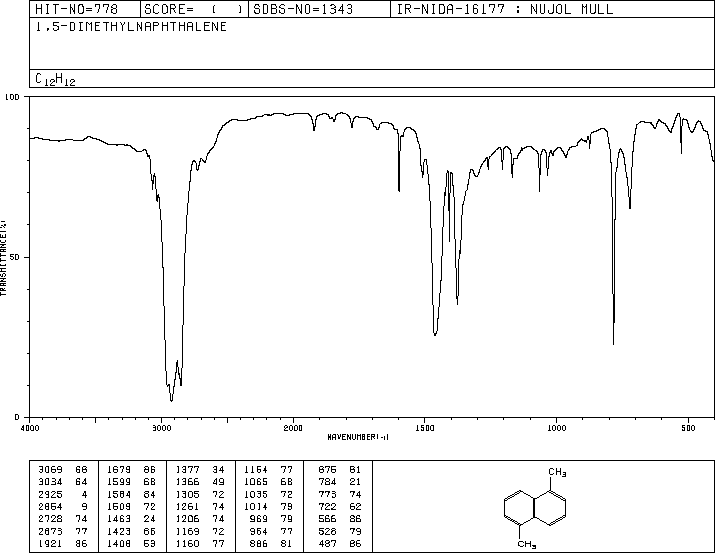 HIT-NO=778 SCORE= ( ) SDBS-NO=1343 IR-NIDA-16177 : NUJOL MULL
1,5-DIMETHYLNAPHTHALENE
C12H12
100
50
0
TRANSMITTANCE(%)
4000 3000 2000 1500 1000 500
WAVENUMBER(-1)
3069 68 1679 86 1377 34 1154 77 876 81
3034 64 1599 68 1366 49 1065 68 784 21
2925 4 1584 84 1305 72 1035 72 773 74
2864 9 1509 72 1261 74 1014 79 722 62
2728 74 1463 24 1206 74 969 79 566 86
2673 77 1423 66 1169 72 964 77 528 79
1921 86 1408 53 1160 77 886 81 487 86
CH3
CH3